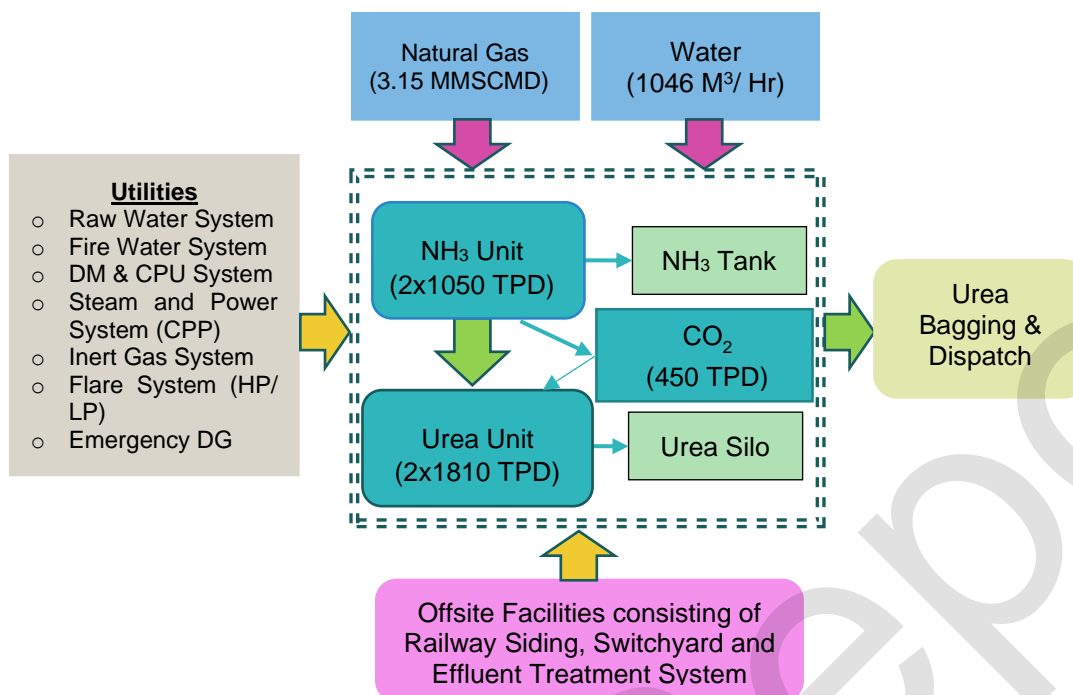 Natural Gas
(3.15 MMSCMD)
Water
(1046 M³/ Hr)
Utilities
o Raw Water System
o Fire Water System
o DM & CPU System
o Steam and Power
System (CPP)
o Inert Gas System
o Flare System (HP/
LP)
o Emergency DG
NH₃ Unit
(2x1050 TPD)
NH₃ Tank
CO₂
(450 TPD)
Urea Unit
(2x1810 TPD)
Urea Silo
Urea
Bagging &
Dispatch
Offsite Facilities consisting of
Railway Siding, Switchyard and
Effluent Treatment System